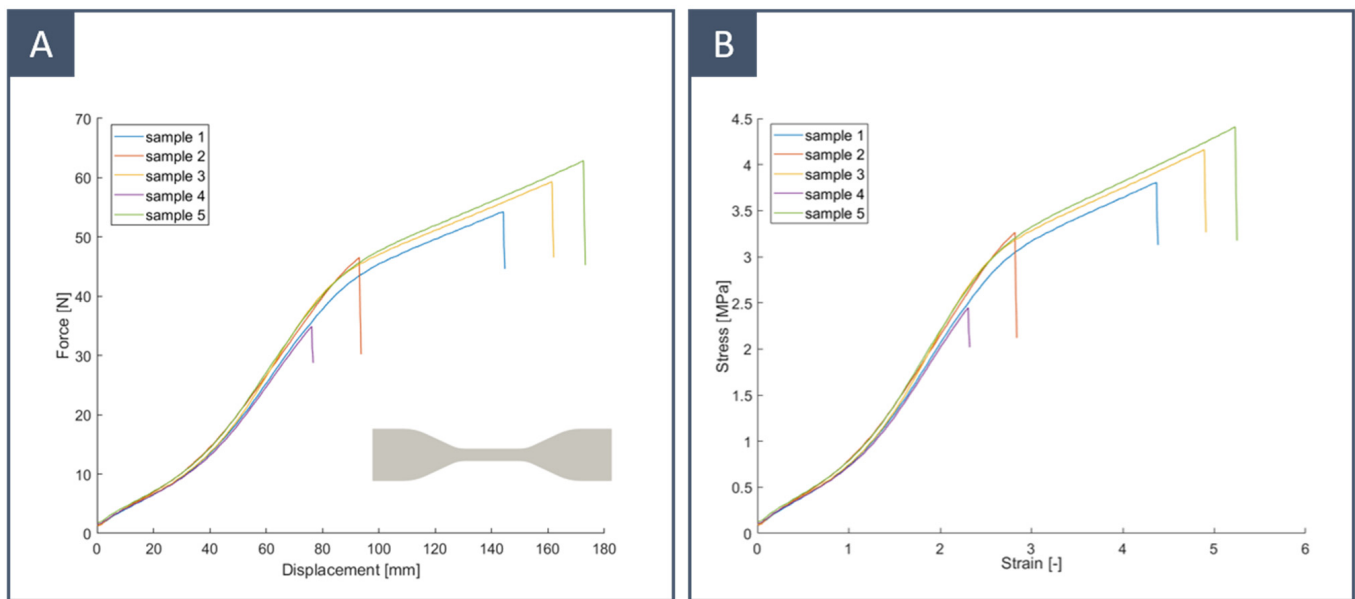 A
70
60
50
40
30
20
10
0
Force [N]
sample 1
sample 2
sample 3
sample 4
sample 5
0 20 40 60 80 100 120 140 160 180
Displacement [mm]
B
4.5
4
3.5
3
2.5
2
1.5
1
0.5
0
Stress [MPa]
sample 1
sample 2
sample 3
sample 4
sample 5
0 1 2 3 4 5 6
Strain [-]